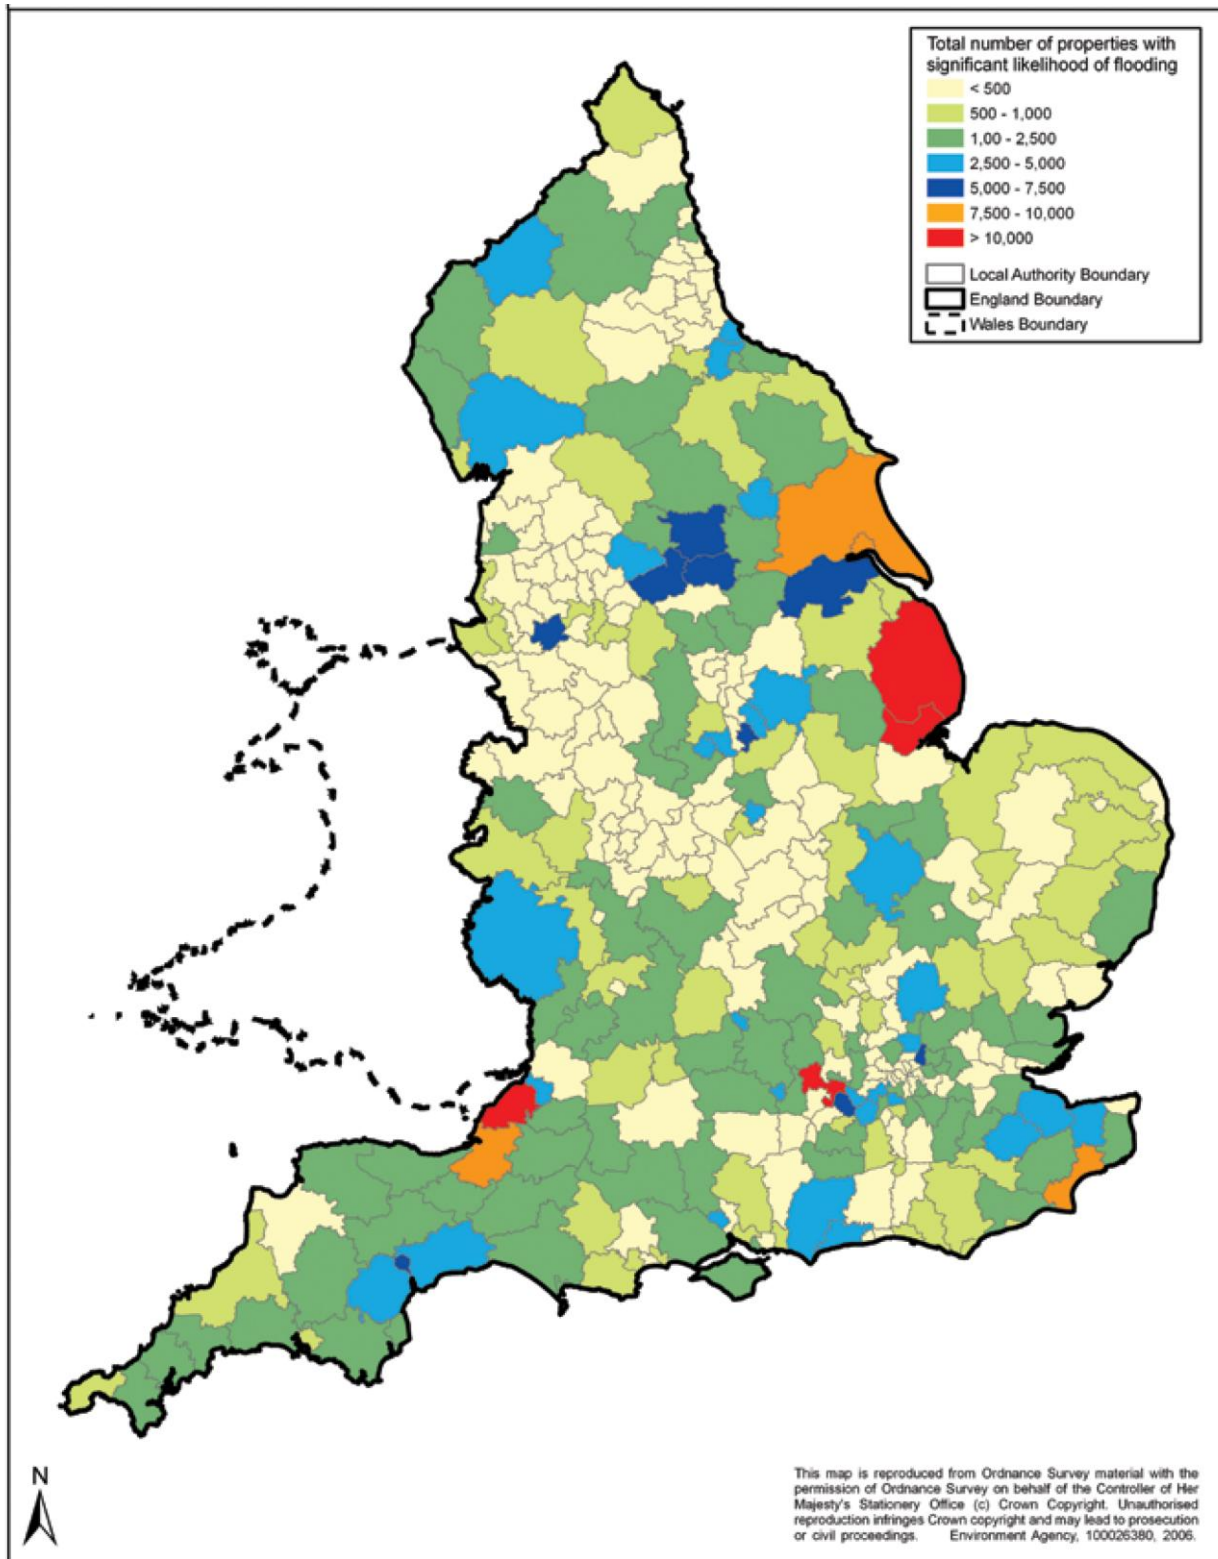 Total number of properties with
significant likelihood of flooding
< 500
500 - 1,000
1,00 - 2,500
2,500 - 5,000
5,000 - 7,500
7,500 - 10,000
> 10,000
Local Authority Boundary
England Boundary
Wales Boundary
N
This map is reproduced from Ordnance Survey material with the
permission of Ordnance Survey on behalf of the Controller of Her
Majesty's Stationery Office (c) Crown Copyright. Unauthorised
reproduction infringes Crown copyright and may lead to prosecution
or civil proceedings. Environment Agency, 100026380, 2006.